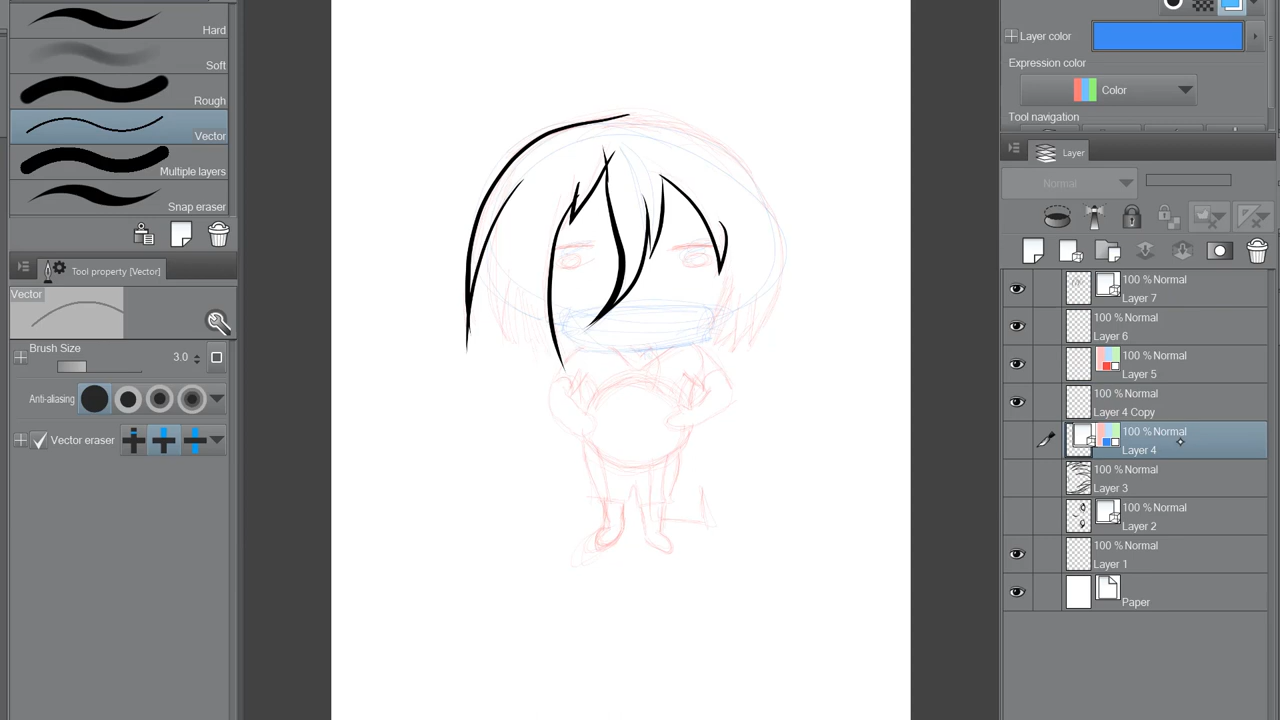 Hard
Soft
Rough
Vector
Multiple layers
Snap eraser
Tool property [Vector]
Vector
Brush Size 3.0
Anti-aliasing
Vector eraser
Layer color
Expression color
Color
Tool navigation
Layer
Normal
100 % Normal
Layer 7
100 % Normal
Layer 6
100 % Normal
Layer 5
100 % Normal
Layer 4 Copy
100 % Normal
Layer 4
100 % Normal
Layer 3
100 % Normal
Layer 2
100 % Normal
Layer 1
Paper